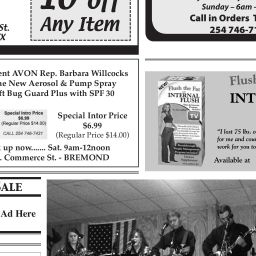 10 off
Any Item
St.
TX
Sunday – 6am –
Call in Orders T
254 746-7
ent AVON Rep. Barbara Willcocks
e New Aerosol & Pump Spray
ft Bug Guard Plus with SPF 30
Special Intro Price
$6.99
(Regular Price $14.00)
CALL 254 746-7431
Special Intor Price
$6.99
(Regular Price $14.00)
up now....... Sat. 9am-12noon
. Commerce St. - BREMOND
Flush
INT
Flush the Fat
INTERNAL
FLUSH
TV
"I lost 75 lbs. o
for me and
work for you to
Available at
SALE
Ad Here